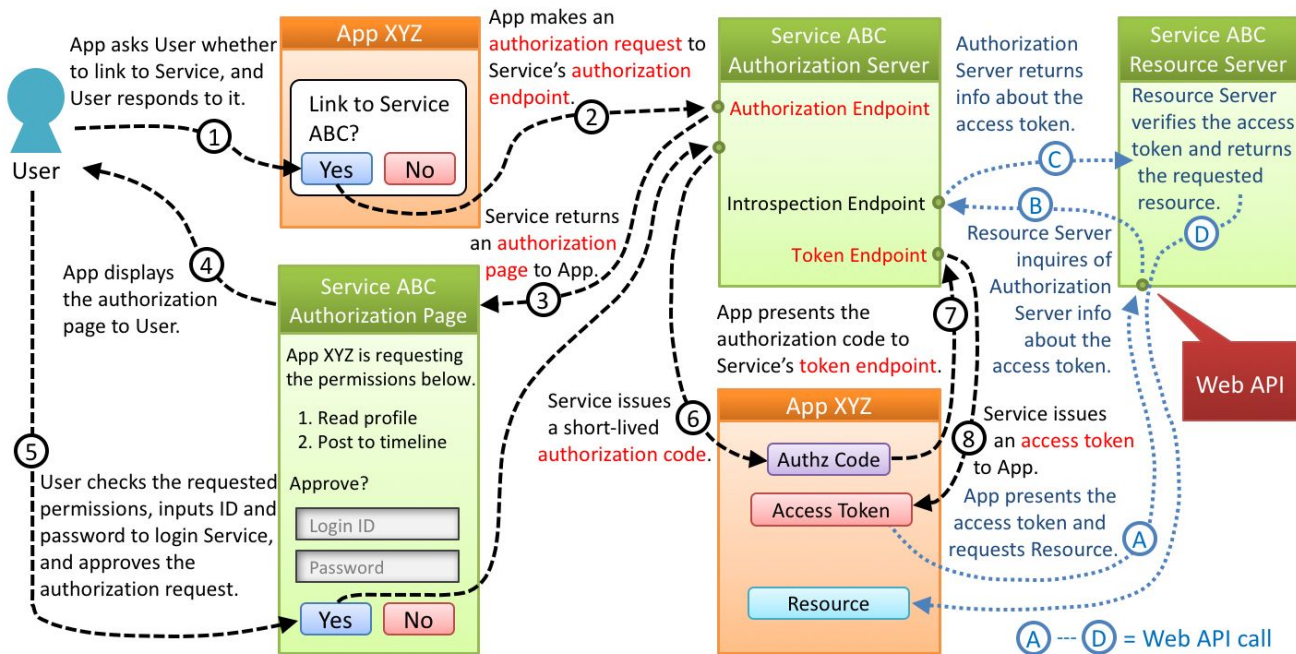 App asks User whether
to link to Service, and
User responds to it.
User
1
App XYZ
Link to Service
ABC?
Yes
No
App makes an
authorization request to
Service's authorization
endpoint.
2
Service ABC
Authorization Server
Authorization Endpoint
Introspection Endpoint
Token Endpoint
Authorization
Server returns
info about the
access token.
C
B
Service ABC
Resource Server
Resource Server
verifies the access
token and returns
the requested
resource.
D
Resource Server
inquires of
Authorization
Server info
about the
access token.
Web API
Service returns
an authorization
page to App.
3
4
App displays
the authorization
page to User.
Service ABC
Authorization Page
App XYZ is requesting
the permissions below.
1. Read profile
2. Post to timeline
Approve?
Login ID
Password
Yes
No
5
User checks the requested
permissions, inputs ID and
password to login Service,
and approves the
authorization request.
Service issues
a short-lived
authorization code.
6
App presents the
authorization code to
Service's token endpoint.
7
App XYZ
Authz Code
Access Token
Resource
8
Service issues
an access token
to App.
App presents the
access token and
requests Resource.
A
A --- D = Web API call